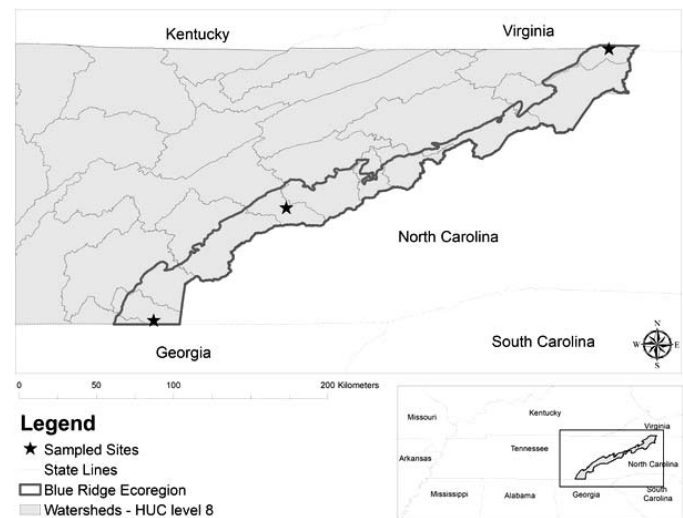 Kentucky
Virginia
North Carolina
Georgia
South Carolina
N
W E
S
0 50 100 200 Kilometers
Legend
Sampled Sites
State Lines
Blue Ridge Ecoregion
Watersheds - HUC level 8
Missouri
Kentucky
Virginia
Tennessee
Arkansas
North Carolina
Mississippi
Alabama
Georgia
South
Carolina